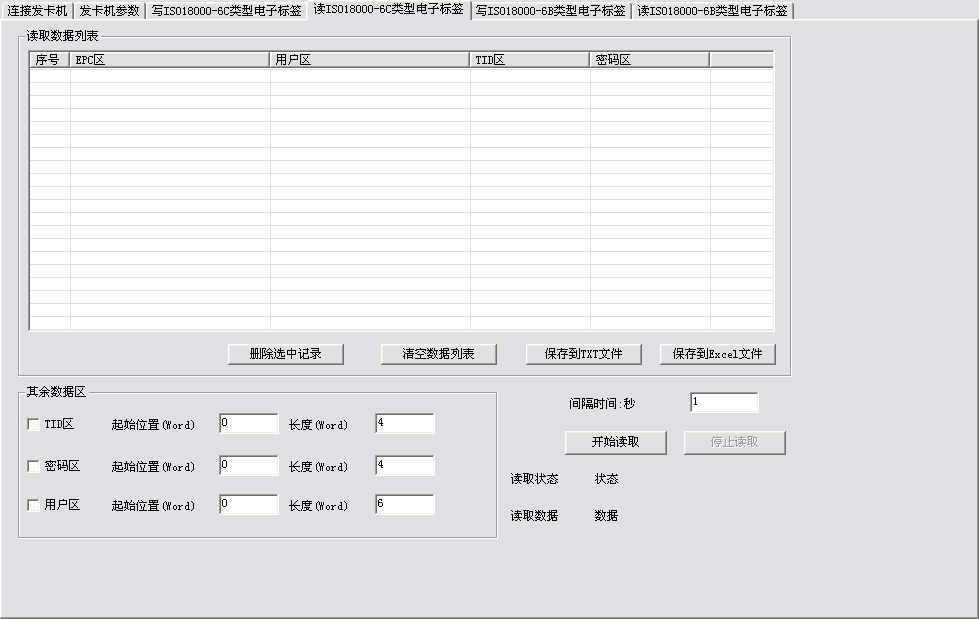 连接发卡机 发卡机参数 写ISO18000-6C类型电子标签 读ISO18000-6C类型电子标签 写ISO18000-6B类型电子标签 读ISO18000-6B类型电子标签
读取数据列表
序号 EPC区 用户区 TID区 密码区
删除选中记录 清空数据列表 保存到TXT文件 保存到Excel文件
其余数据区
TID区 起始位置(Word) 0 长度(Word) 4
密码区 起始位置(Word) 0 长度(Word) 4
用户区 起始位置(Word) 0 长度(Word) 6
间隔时间:秒 1
开始读取 停止读取
读取状态 状态
读取数据 数据